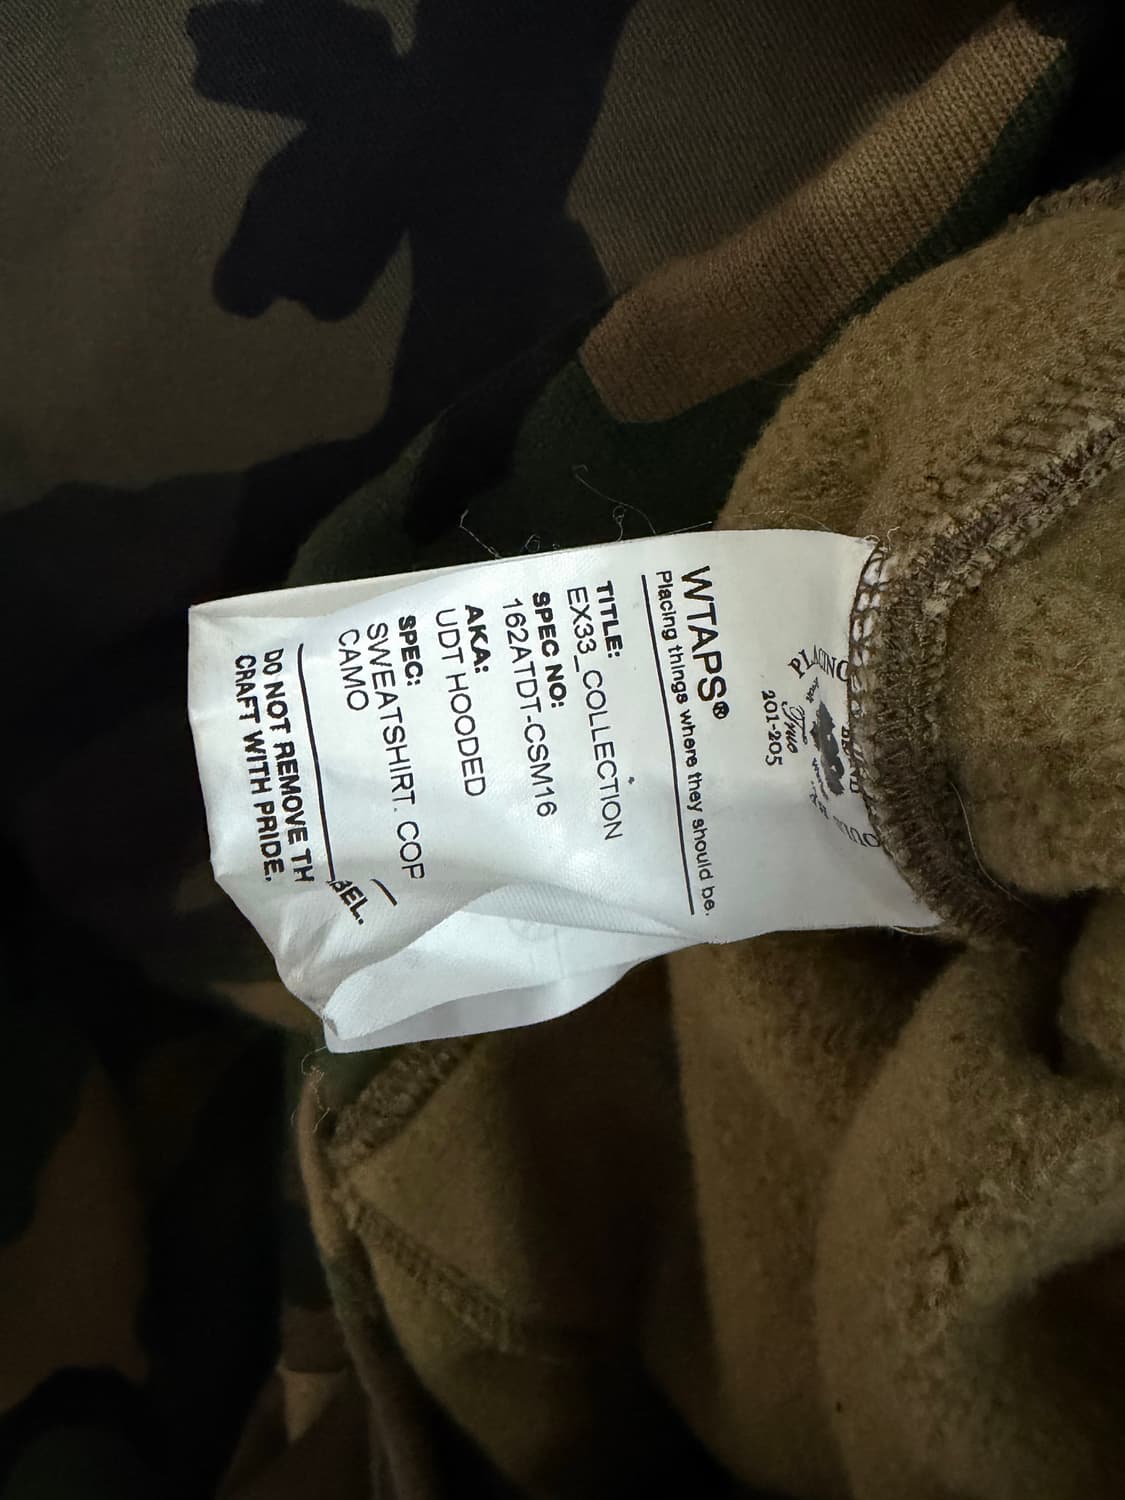 201-205
WTAPS®
Placing things where they should be.
TITLE:
EX33_COLLECTION
SPEC NO:
162ATDT-CSM16
AKA:
UDT HOODED
SPEC:
SWEATSHIRT. COP
CAMO
DO NOT REMOVE TH BEL.
CRAFT WITH PRIDE.